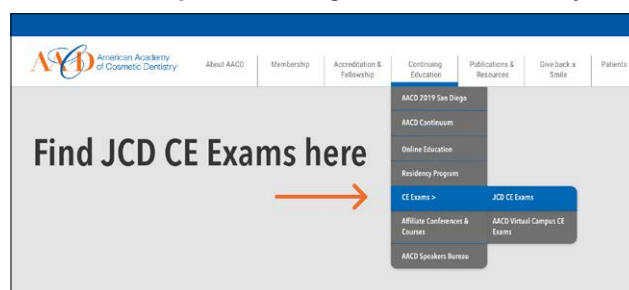 AACD
American Academy
of Cosmetic Dentistry
About AACD
Membership
Accreditation &
Fellowship
Continuing
Education
Publications &
Resources
Give back a
Smile
Patients
AACD 2019 San Diego
AACD Continuum
Online Education
Residency Program
CE Exams >
JCD CE Exams
Affiliate Conferences &
Courses
AACD Virtual Campus CE
Exams
AACD Speakers Bureau
Find JCD CE Exams here